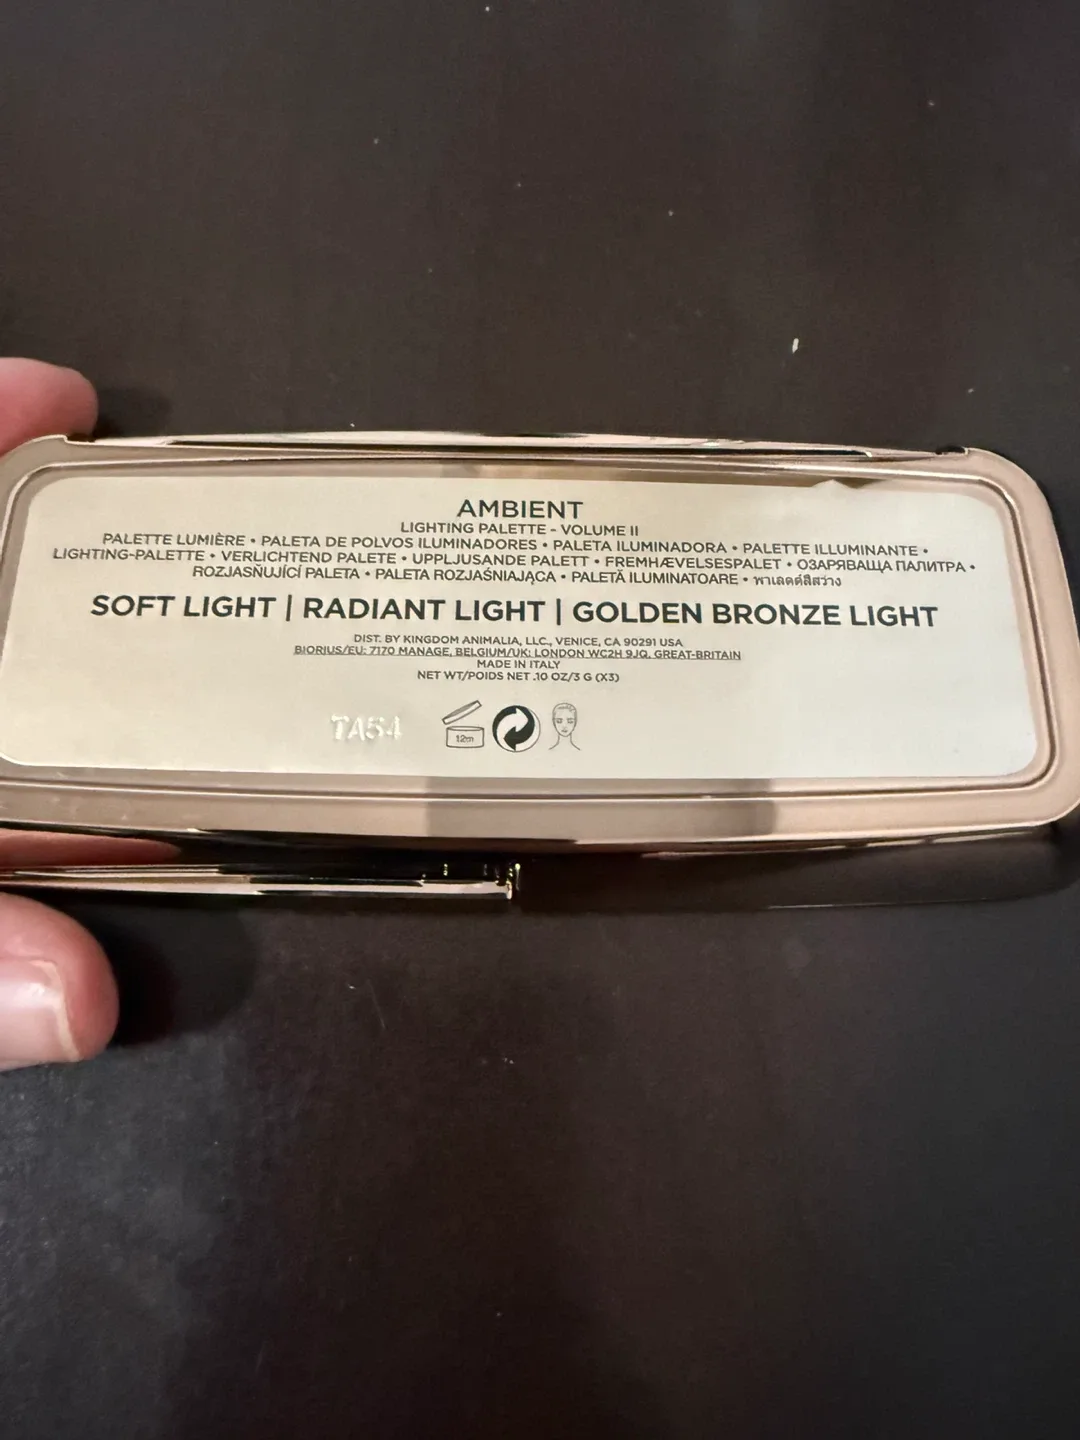 AMBIENT
LIGHTING PALETTE - VOLUME II
PALETTE LUMIÈRE • PALETA DE POLVOS ILUMINADORES • PALETA ILUMINADORA • PALETTE ILLUMINANTE •
LIGHTING-PALETTE • VERLICHTEND PALETE • UPPLJUSANDE PALETT • FREMHÆVELSESPALET • ОЗАРЯВАЩА ПАЛИТРА •
ROZJASŇUJÍCÍ PALETA • PALETA ROZJAŚNIAJĄCA • PALETĂ ILUMINATOARE • พาเลตต์สีสว่าง
SOFT LIGHT | RADIANT LIGHT | GOLDEN BRONZE LIGHT
DIST. BY KINGDOM ANIMALIA, LLC., VENICE, CA 90291 USA
BIORIUS/EU: 7170 MANAGE, BELGIUM/UK: LONDON WC2H 9JQ, GREAT-BRITAIN
MADE IN ITALY
NET WT/POIDS NET .10 OZ/3 G (X3)
TA54
12m